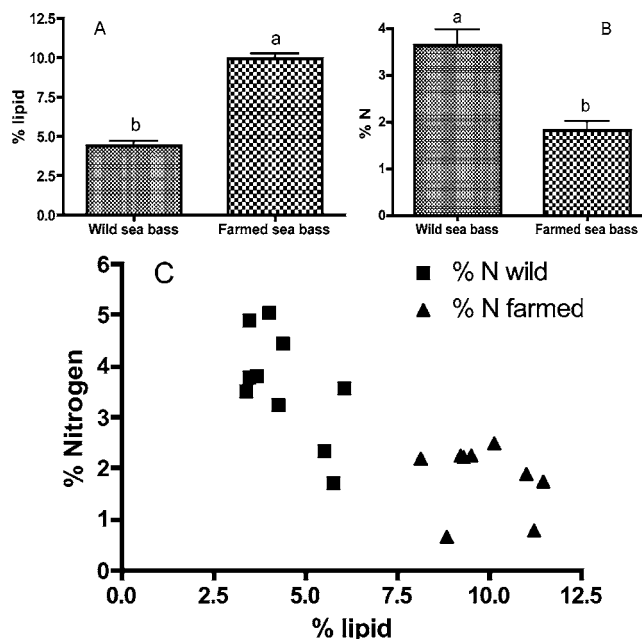 A
% lipid
12.5
10.0
7.5
5.0
2.5
0.0
b
a
Wild sea bass
Farmed sea bass
B
% N
4
3
2
1
0
a
b
Wild sea bass
Farmed sea bass
C
% N wild
% N farmed
% Nitrogen
6
5
4
3
2
1
0
0.0
2.5
5.0
7.5
10.0
12.5
% lipid